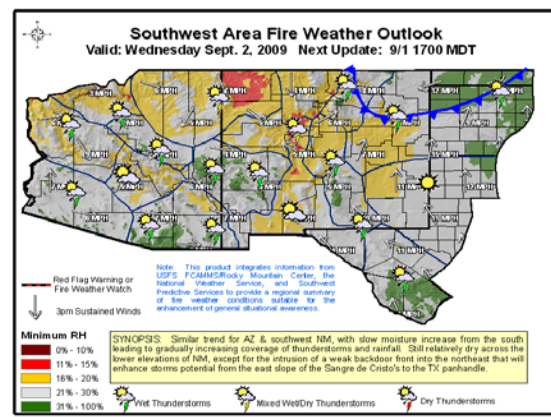 Southwest Area Fire Weather Outlook
Valid: Wednesday Sept. 2, 2009 Next Update: 9/1 1700 MDT
Red Flag Warning or
Fire Weather Watch
3pm Sustained Winds
Note: This product integrates information from
USFS FCAMMS/Rocky Mountain Center, the
National Weather Service, and Southwest
Predictive Services to provide a regional summary
of fire weather conditions suitable for the
enhancement of general situational awareness.
Minimum RH
0% - 10%
11% - 15%
16% - 20%
21% - 30%
31% - 100%
SYNOPSIS: Similar trend for AZ & southwest NM, with slow moisture increase from the south
leading to gradually increasing coverage of thunderstorms and rainfall. Still relatively dry across the
lower elevations of NM, except for the intrusion of a weak backdoor front into the northeast that will
enhance storms potential from the east slope of the Sangre de Cristo's to the TX panhandle.
Wet Thunderstorms
Mixed Wet/Dry Thunderstorms
Dry Thunderstorms